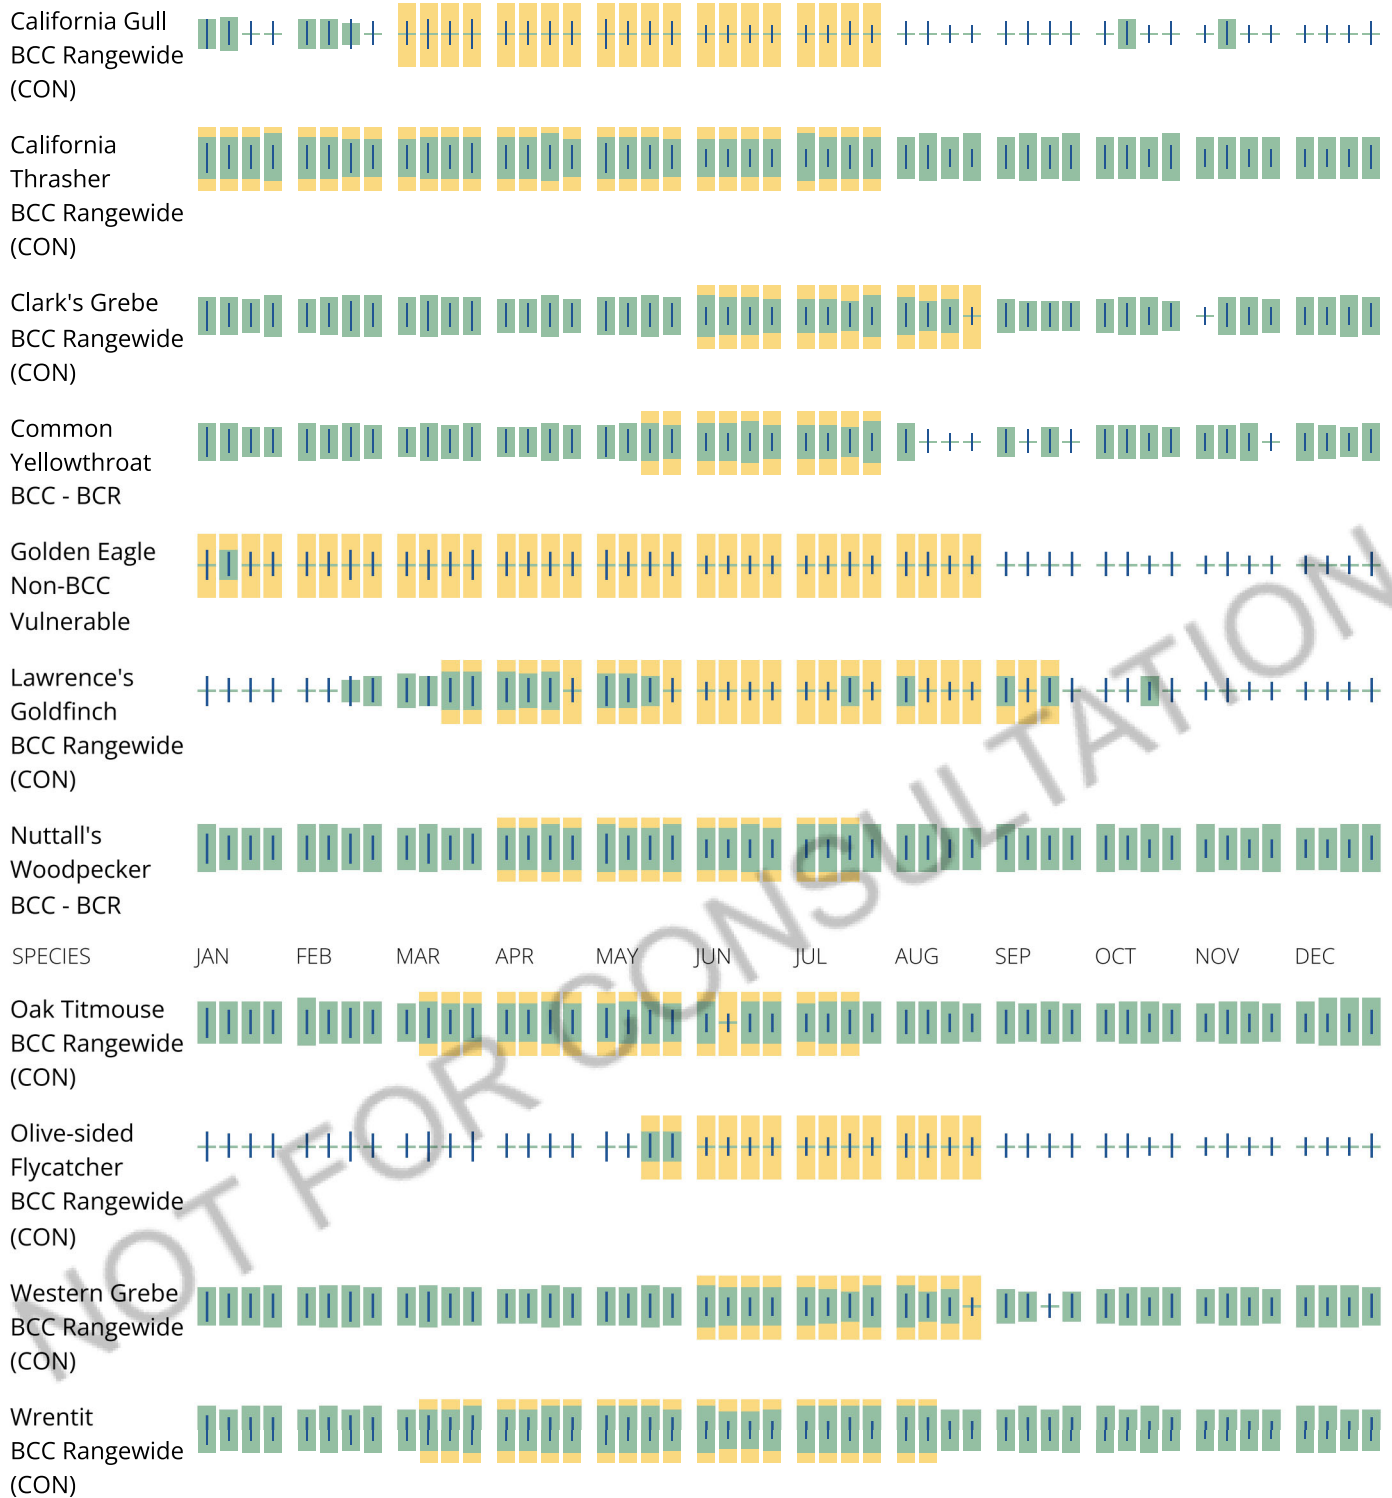 California Gull
BCC Rangewide
(CON)
California
Thrasher
BCC Rangewide
(CON)
Clark's Grebe
BCC Rangewide
(CON)
Common
Yellowthroat
BCC - BCR
Golden Eagle
Non-BCC
Vulnerable
Lawrence's
Goldfinch
BCC Rangewide
(CON)
Nuttall's
Woodpecker
BCC - BCR
SPECIES JAN FEB MAR APR MAY JUN JUL AUG SEP OCT NOV DEC
Oak Titmouse
BCC Rangewide
(CON)
Olive-sided
Flycatcher
BCC Rangewide
(CON)
Western Grebe
BCC Rangewide
(CON)
Wrentit
BCC Rangewide
(CON)
NOT FOR CONSULTATION